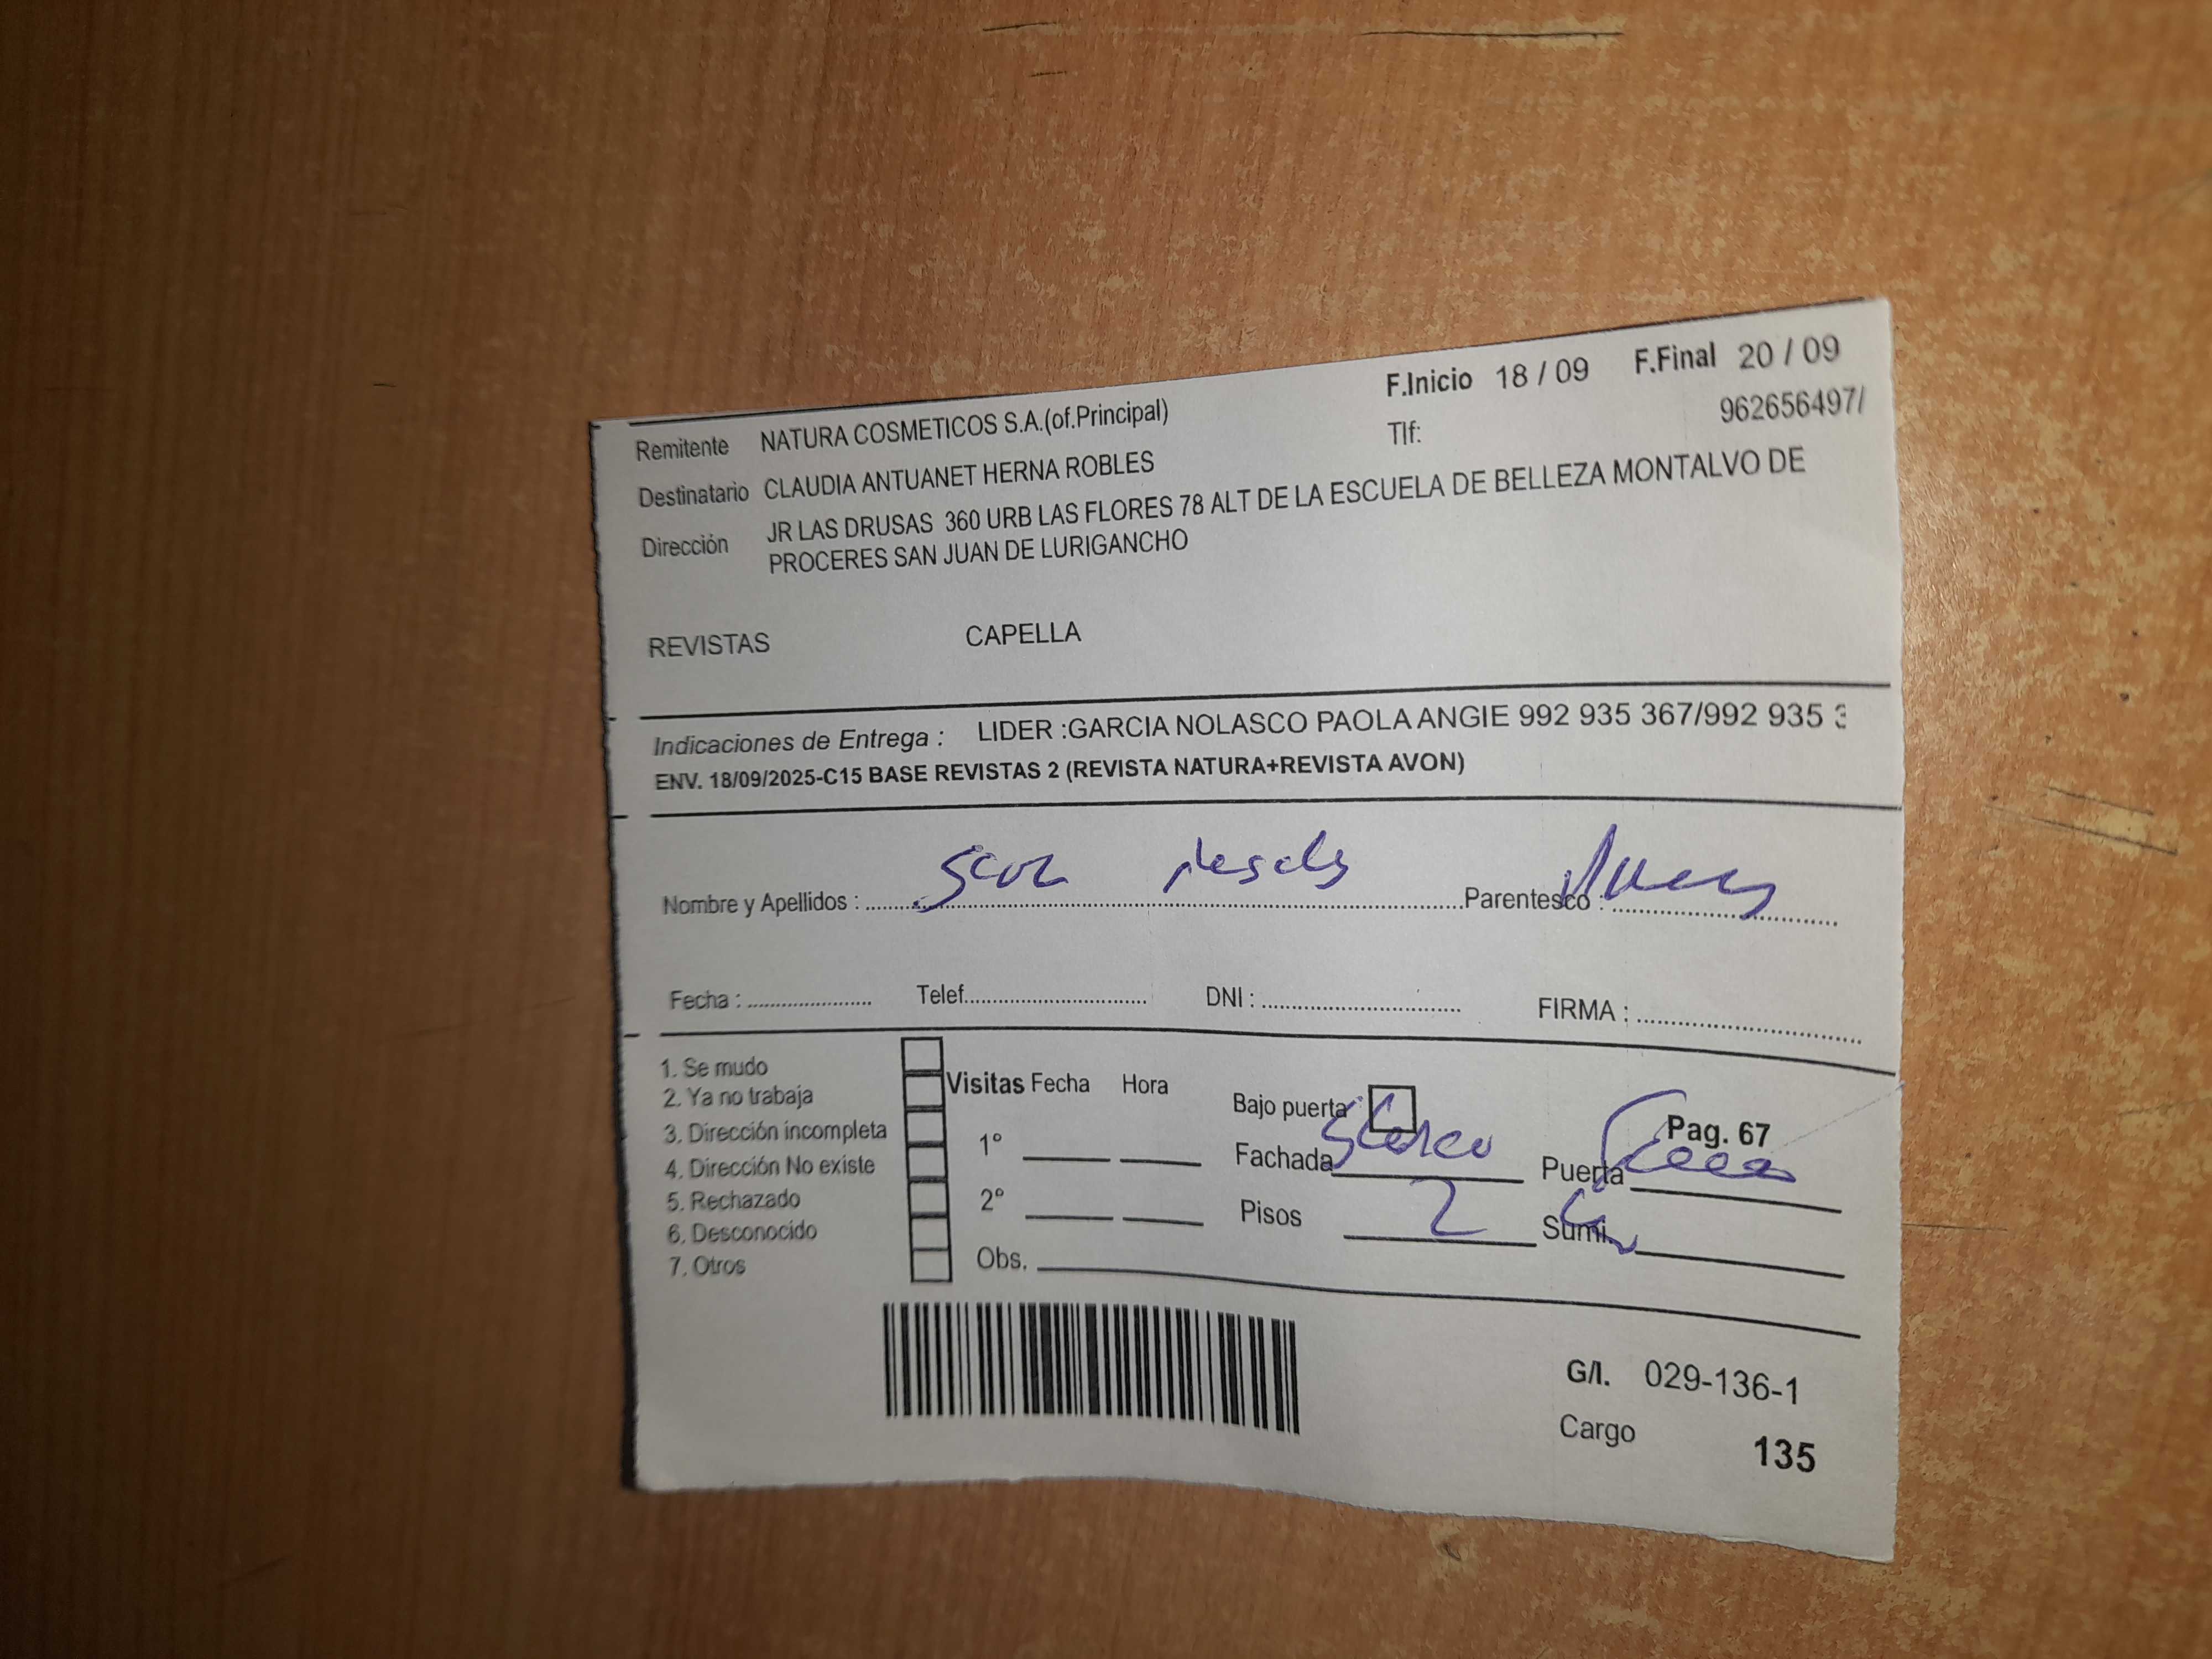 F.Inicio 18 / 09 F.Final 20 / 09
Remitente NATURA COSMETICOS S.A.(of.Principal) Tlf: 962656497/
Destinatario CLAUDIA ANTUANET HERNA ROBLES
Dirección JR LAS DRUSAS 360 URB LAS FLORES 78 ALT DE LA ESCUELA DE BELLEZA MONTALVO DE
PROCERES SAN JUAN DE LURIGANCHO
REVISTAS CAPELLA
Indicaciones de Entrega : LIDER :GARCIA NOLASCO PAOLA ANGIE 992 935 367/992 935 3
ENV. 18/09/2025-C15 BASE REVISTAS 2 (REVISTA NATURA+REVISTA AVON)
Nombre y Apellidos : Parentesco :
Fecha : Telef. DNI : FIRMA :
1. Se mudo
2. Ya no trabaja
3. Dirección incompleta
4. Dirección No existe
5. Rechazado
6. Desconocido
7. Otros
Visitas Fecha Hora
1°
2°
Obs.
Bajo puerta : Pag. 67
Fachada Puerta
Pisos 2 Sumi.
G/I. 029-136-1
Cargo 135